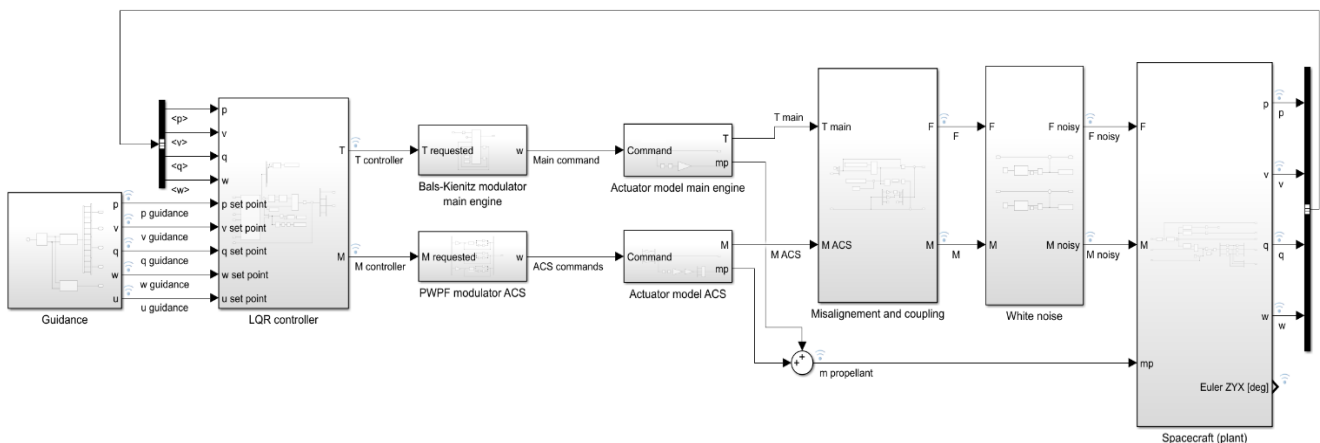 p
<p>
v
<v>
q
<q>
w
<w>
p
p guidance
p set point
v
v guidance
v set point
q
q guidance
q set point
w
w guidance
w set point
u
u guidance
u set point
T
M
Guidance
LQR controller
T controller
M controller
T requested
w
Bals-Kienitz modulator
main engine
M requested
w
PWPF modulator ACS
Main command
ACS commands
Command
T
mp
Actuator model main engine
Command
M
mp
Actuator model ACS
T main
M ACS
T main
F
M ACS
M
Misalignement and coupling
F
M
F
F noisy
M
M noisy
White noise
F noisy
M noisy
+
+
m propellant
F
M
mp
p
v
q
w
Euler ZYX [deg]
Spacecraft (plant)
p
v
q
w